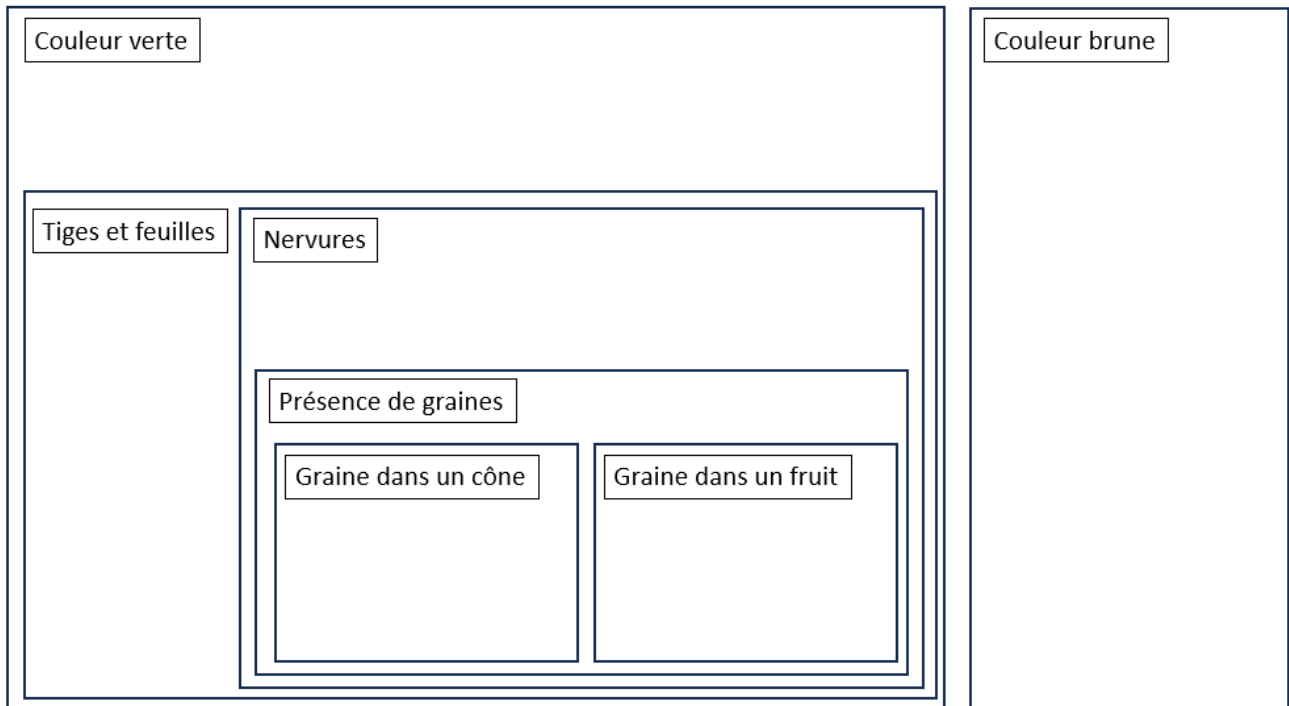 Couleur verte
Couleur brune
Tiges et feuilles
Nervures
Présence de graines
Graine dans un cône
Graine dans un fruit